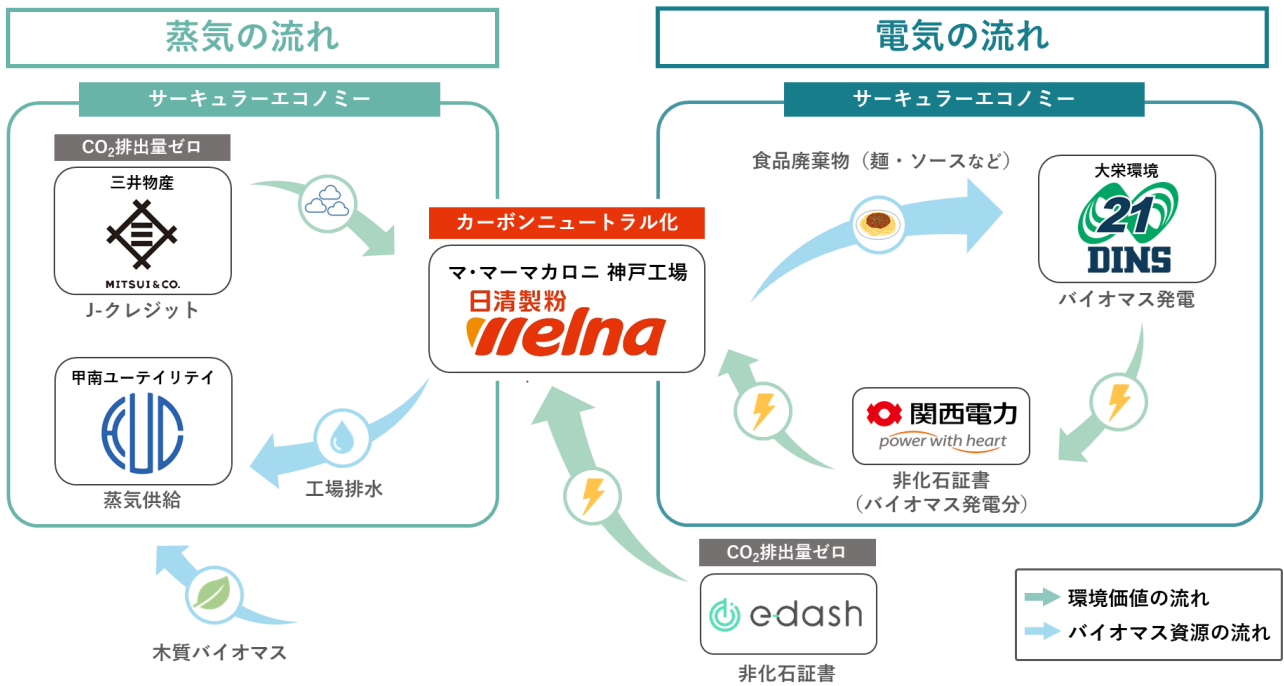 蒸気の流れ
サーキュラーエコノミー
CO₂排出量ゼロ
三井物産
MITSUI&CO.
J-クレジット
甲南ユーテイリテイ
KUC
蒸気供給
工場排水
木質バイオマス
カーボンニュートラル化
マ・マーマカロニ 神戸工場
日清製粉
welna
電気の流れ
サーキュラーエコノミー
食品廃棄物（麺・ソースなど）
大栄環境
21
DINS
バイオマス発電
関西電力
power with heart
非化石証書
（バイオマス発電分）
CO₂排出量ゼロ
e-dash
非化石証書
環境価値の流れ
バイオマス資源の流れ